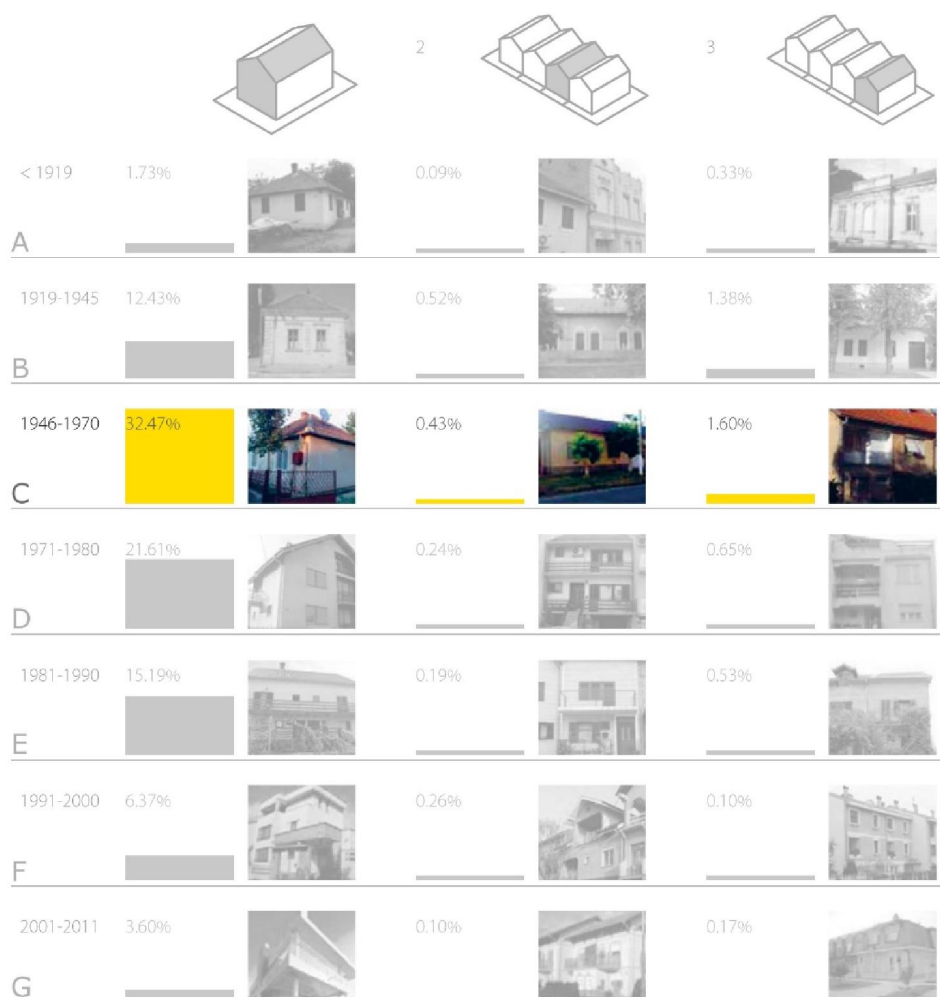 2 3
< 1919 1.73% 0.09% 0.33%
A
1919-1945 12.43% 0.52% 1.38%
B
1946-1970 32.47% 0.43% 1.60%
C
1971-1980 21.61% 0.24% 0.65%
D
1981-1990 15.19% 0.19% 0.53%
E
1991-2000 6.37% 0.26% 0.10%
F
2001-2011 3.60% 0.10% 0.17%
G